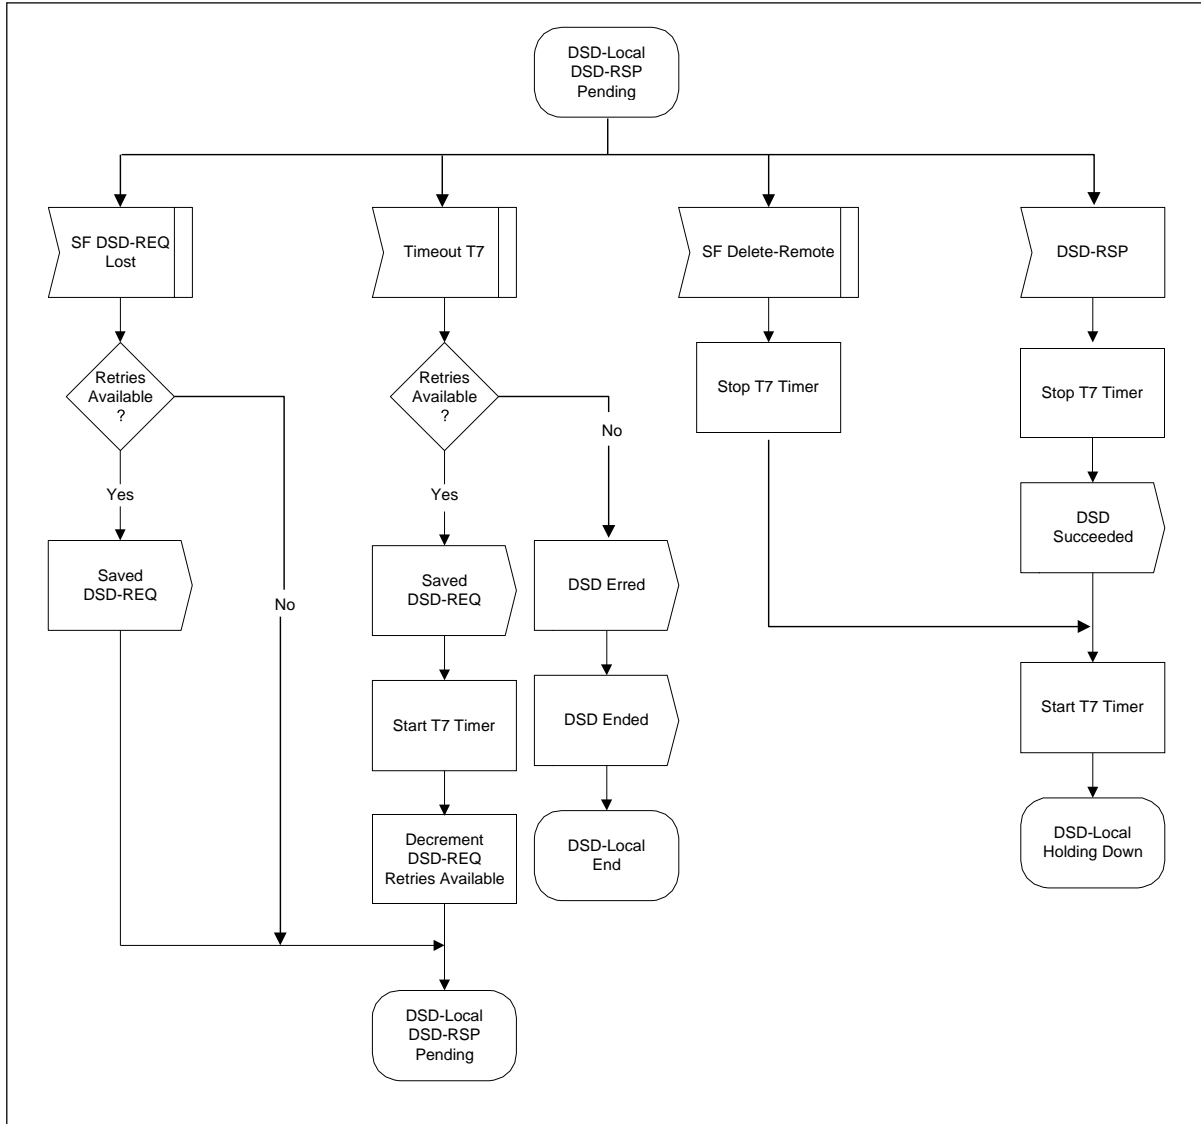 DSD-Local
DSD-RSP
Pending
SF DSD-REQ
Lost
Timeout T7
SF Delete-Remote
DSD-RSP
Retries
Available
?
Retries
Available
?
Stop T7 Timer
Stop T7 Timer
No
Yes
Yes
DSD
Succeeded
Saved
DSD-REQ
No
Saved
DSD-REQ
DSD Erred
Start T7 Timer
DSD Ended
Start T7 Timer
Decrement
DSD-REQ
Retries Available
DSD-Local
End
DSD-Local
Holding Down
DSD-Local
DSD-RSP
Pending